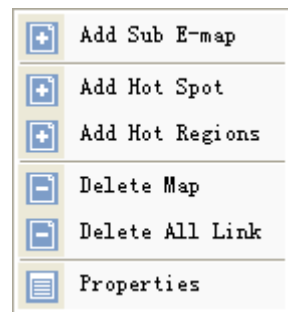 Add Sub E-map
Add Hot Spot
Add Hot Regions
Delete Map
Delete All Link
Properties